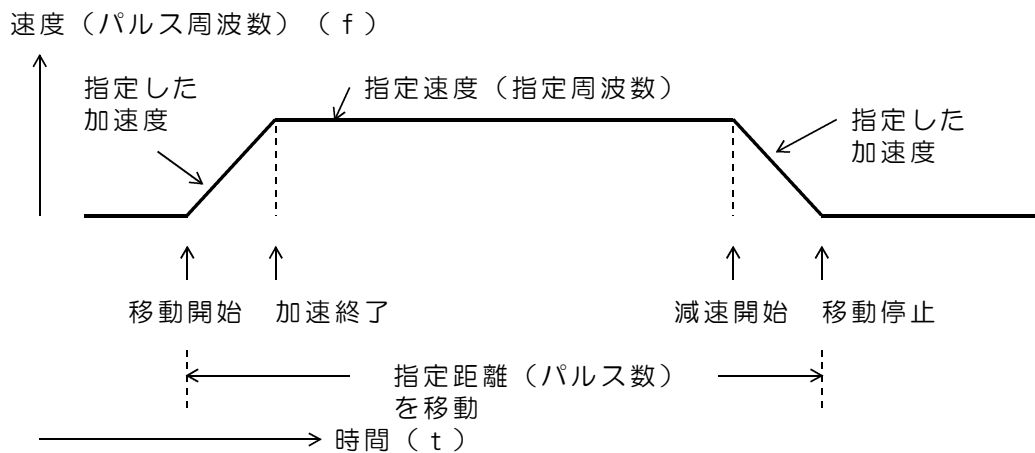 速度（パルス周波数）（ｆ）
指定した
加速度
指定速度（指定周波数）
指定した
加速度
移動開始
加速終了
減速開始
移動停止
指定距離（パルス数）
を移動
時間（ｔ）